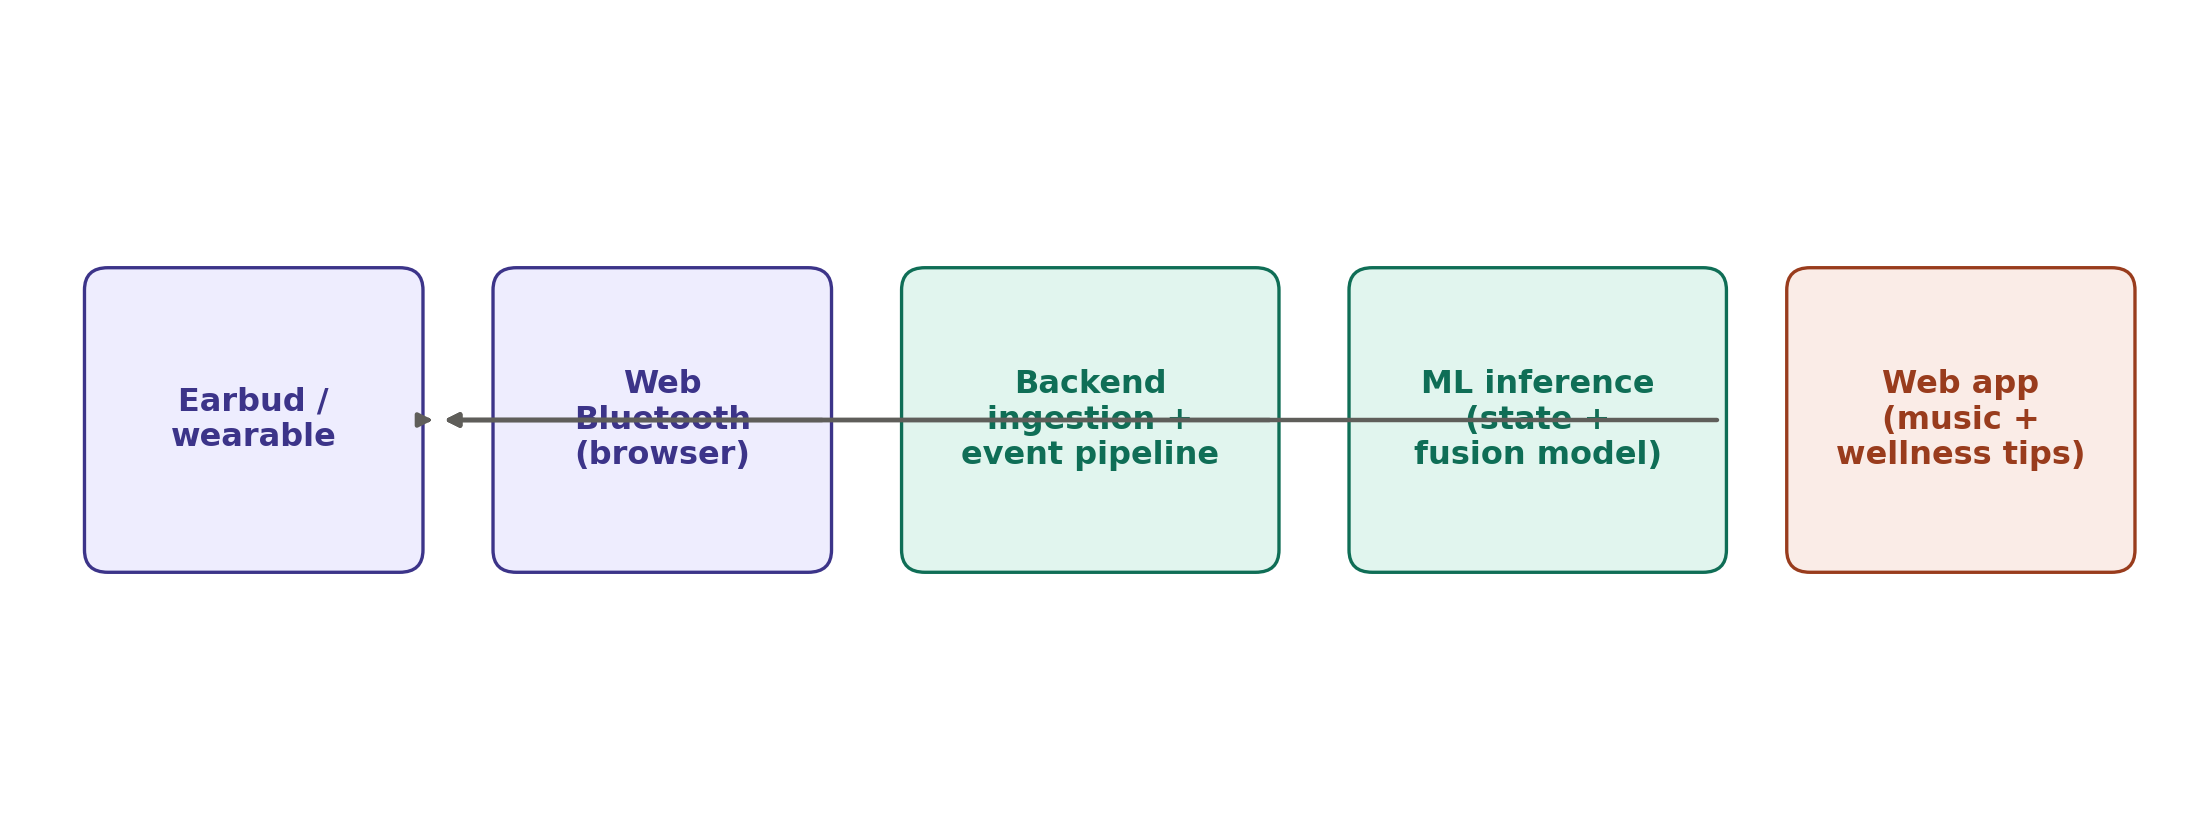 Earbud /
wearable
Web
Bluetooth
(browser)
Backend
ingestion +
event pipeline
ML inference
(state +
fusion model)
Web app
(music +
wellness tips)